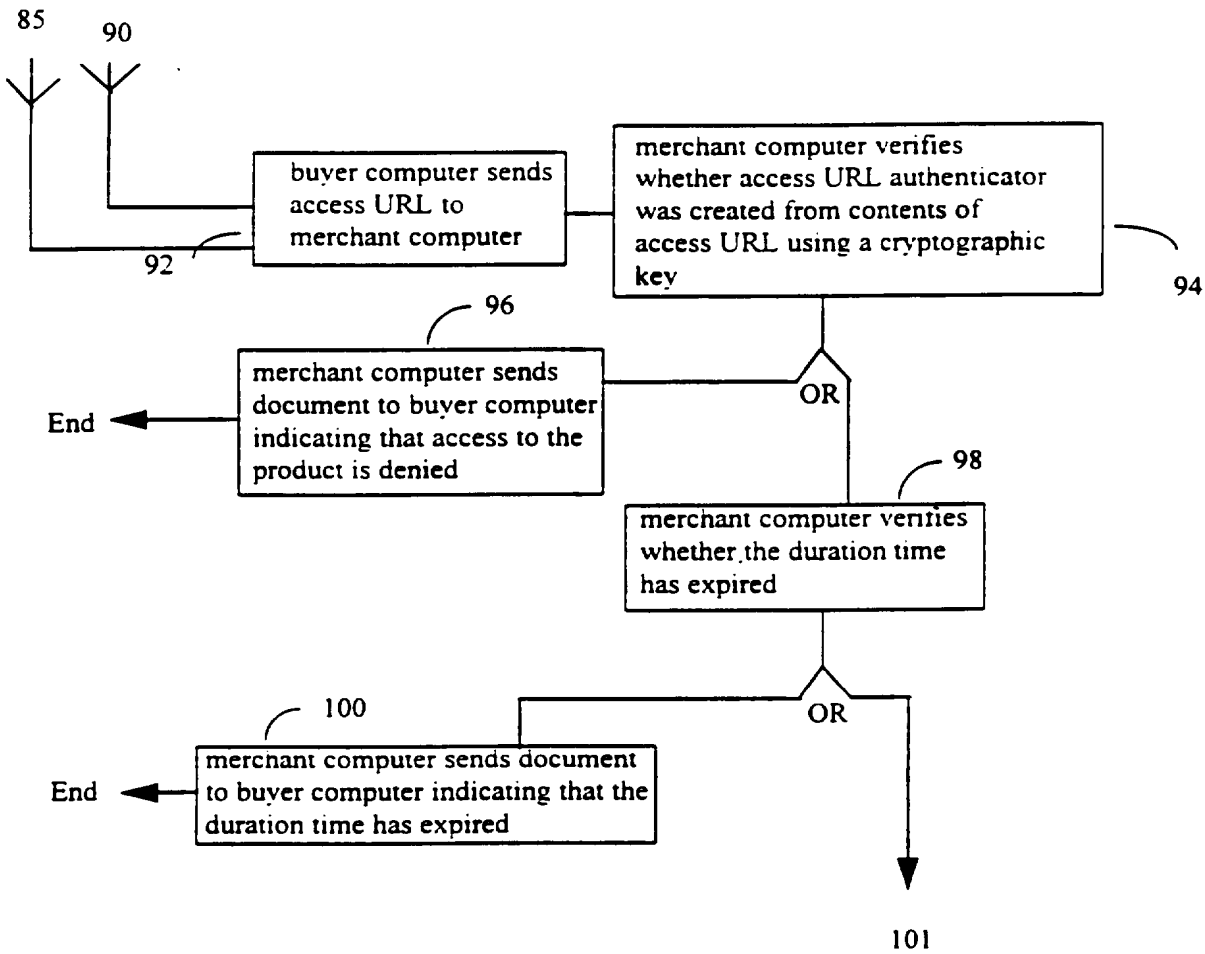 85
90
buyer computer sends
access URL to
merchant computer
92
merchant computer verifies
whether access URL authenticator
was created from contents of
access URL using a cryptographic
key
94
96
merchant computer sends
document to buyer computer
indicating that access to the
product is denied
End
OR
98
merchant computer verifies
whether the duration time
has expired
OR
100
merchant computer sends document
to buyer computer indicating that the
duration time has expired
End
101